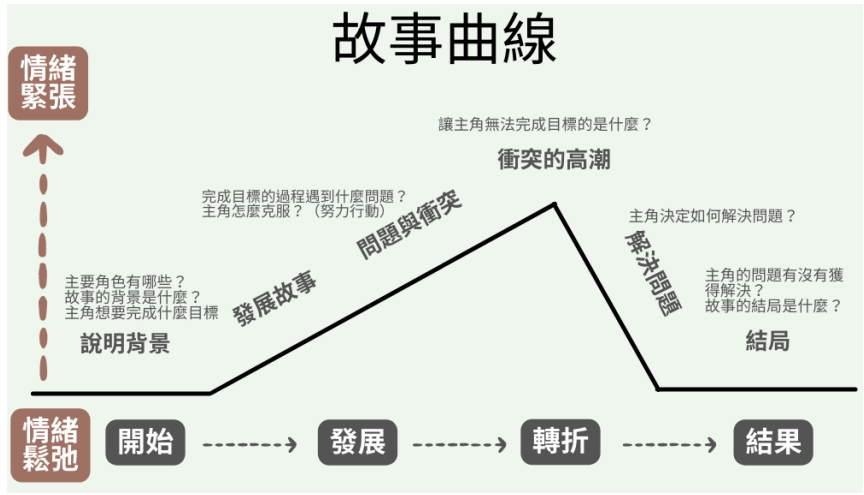 故事曲線
情緒
緊張
讓主角無法完成目標的是什麼？
衝突的高潮
完成目標的過程遇到什麼問題？
主角怎麼克服？（努力行動）
問題與衝突
主角決定如何解決問題？
解決問題
主要角色有哪些？
故事的背景是什麼？
主角想要完成什麼目標
說明背景
發展故事
主角的問題有沒有獲
得解決？
故事的結局是什麼？
結局
情緒
鬆弛
開始
發展
轉折
結果